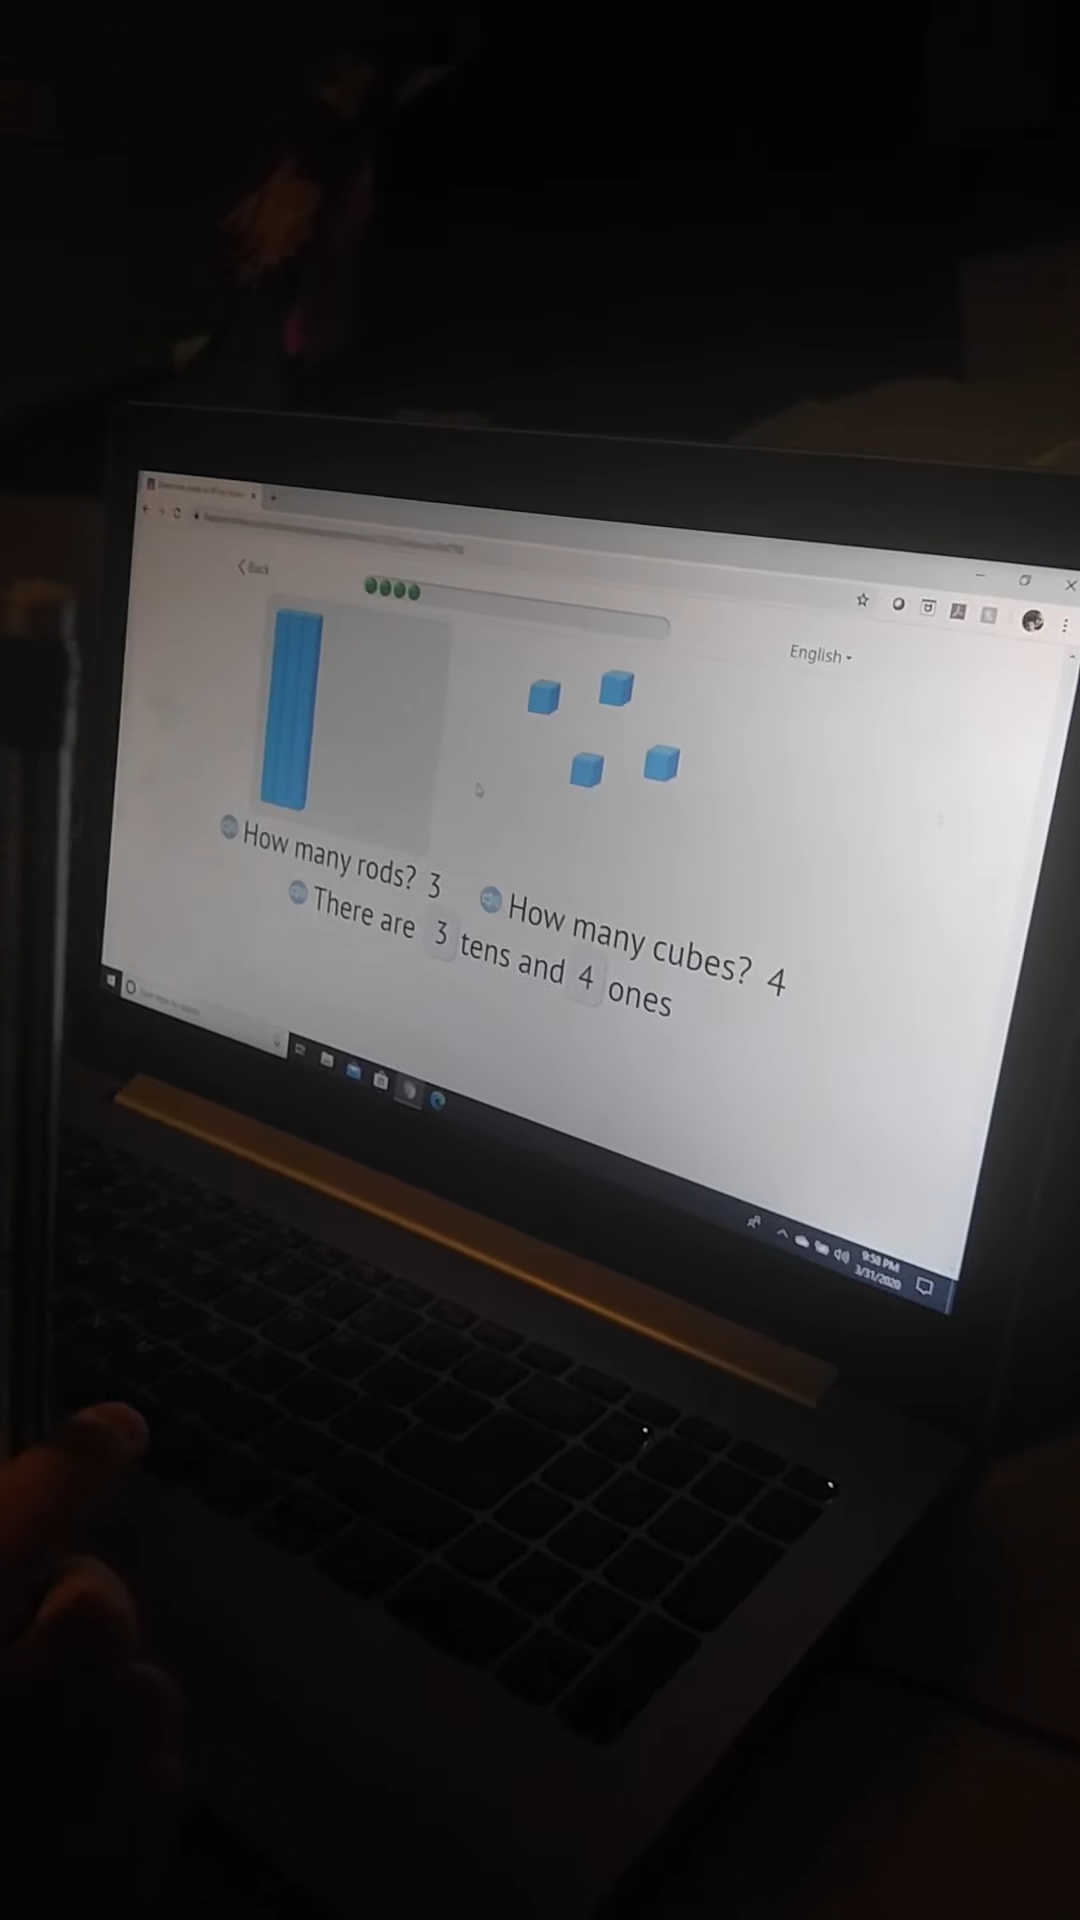 Back
English
How many rods? 3
How many cubes? 4
There are 3 tens and 4 ones
9:58 PM
3/31/2020